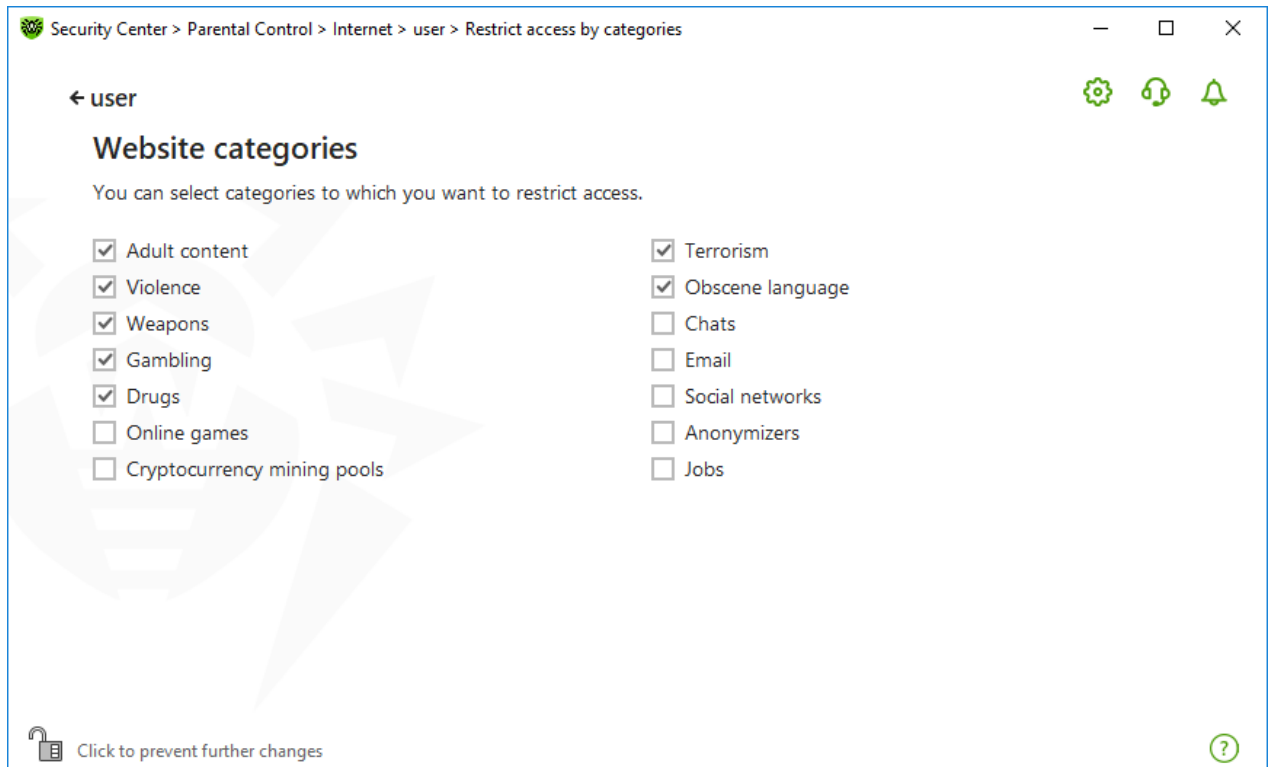 Security Center > Parental Control > Internet > user > Restrict access by categories
user
Website categories
You can select categories to which you want to restrict access.
Adult content
Violence
Weapons
Gambling
Drugs
Online games
Cryptocurrency mining pools
Terrorism
Obscene language
Chats
Email
Social networks
Anonymizers
Jobs
Click to prevent further changes
?